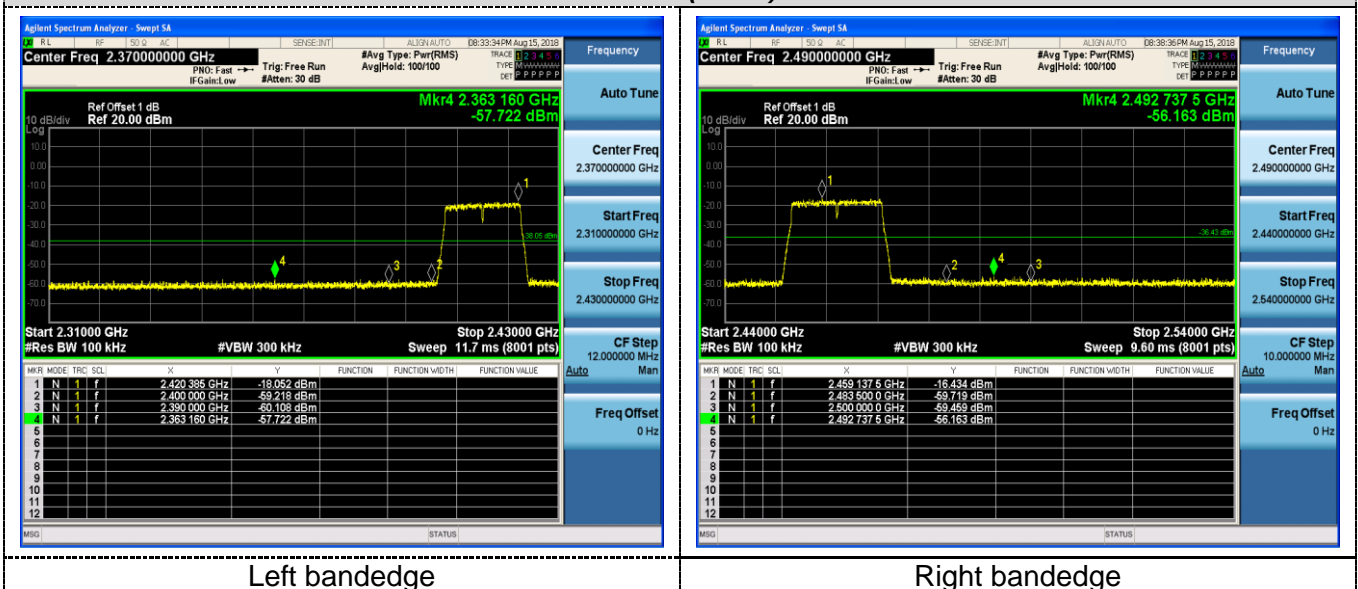 Agilent Spectrum Analyzer - Swept SA
RL RF 50 Ω AC SENSE:INT ALIGN AUTO 08:33:34 PM Aug 15, 2018
Center Freq 2.370000000 GHz
PNO: Fast
IFGain:Low
Trig: Free Run
#Atten: 30 dB
#Avg Type: Pwr(RMS)
Avg|Hold: 100/100
TRACE 1 2 3 4 5 6
TYPE M
DET P P P P P P
Ref Offset 1 dB
10 dB/div Ref 20.00 dBm
Log
Mkr4 2.363 160 GHz
-57.722 dBm
10.0
0.00
-10.0
-20.0
-30.0
-40.0
-50.0
-60.0
-70.0
1
2
3
4
-38.05 dBm
Start 2.31000 GHz Stop 2.43000 GHz
#Res BW 100 kHz #VBW 300 kHz Sweep 11.7 ms (8001 pts)
MKR MODE TRC SCL X Y FUNCTION FUNCTION WIDTH FUNCTION VALUE
1 N 1 f 2.420 385 GHz -18.052 dBm
2 N 1 f 2.400 000 GHz -59.218 dBm
3 N 1 f 2.390 000 GHz -60.108 dBm
4 N 1 f 2.363 160 GHz -57.722 dBm
5
6
7
8
9
10
11
12
MSG STATUS
Frequency
Auto Tune
Center Freq
2.370000000 GHz
Start Freq
2.310000000 GHz
Stop Freq
2.430000000 GHz
CF Step
12.000000 MHz
Auto Man
Freq Offset
0 Hz
Left bandedge
Agilent Spectrum Analyzer - Swept SA
RL RF 50 Ω AC SENSE:INT ALIGN AUTO 08:38:36 PM Aug 15, 2018
Center Freq 2.490000000 GHz
PNO: Fast
IFGain:Low
Trig: Free Run
#Atten: 30 dB
#Avg Type: Pwr(RMS)
Avg|Hold: 100/100
TRACE 1 2 3 4 5 6
TYPE M
DET P P P P P P
Ref Offset 1 dB
10 dB/div Ref 20.00 dBm
Log
Mkr4 2.492 737 5 GHz
-56.163 dBm
10.0
0.00
-10.0
-20.0
-30.0
-40.0
-50.0
-60.0
-70.0
1
2
4
3
-36.43 dBm
Start 2.44000 GHz Stop 2.54000 GHz
#Res BW 100 kHz #VBW 300 kHz Sweep 9.60 ms (8001 pts)
MKR MODE TRC SCL X Y FUNCTION FUNCTION WIDTH FUNCTION VALUE
1 N 1 f 2.459 137 5 GHz -16.434 dBm
2 N 1 f 2.483 500 0 GHz -59.719 dBm
3 N 1 f 2.500 000 0 GHz -59.459 dBm
4 N 1 f 2.492 737 5 GHz -56.163 dBm
5
6
7
8
9
10
11
12
MSG STATUS
Frequency
Auto Tune
Center Freq
2.490000000 GHz
Start Freq
2.440000000 GHz
Stop Freq
2.540000000 GHz
CF Step
10.000000 MHz
Auto Man
Freq Offset
0 Hz
Right bandedge